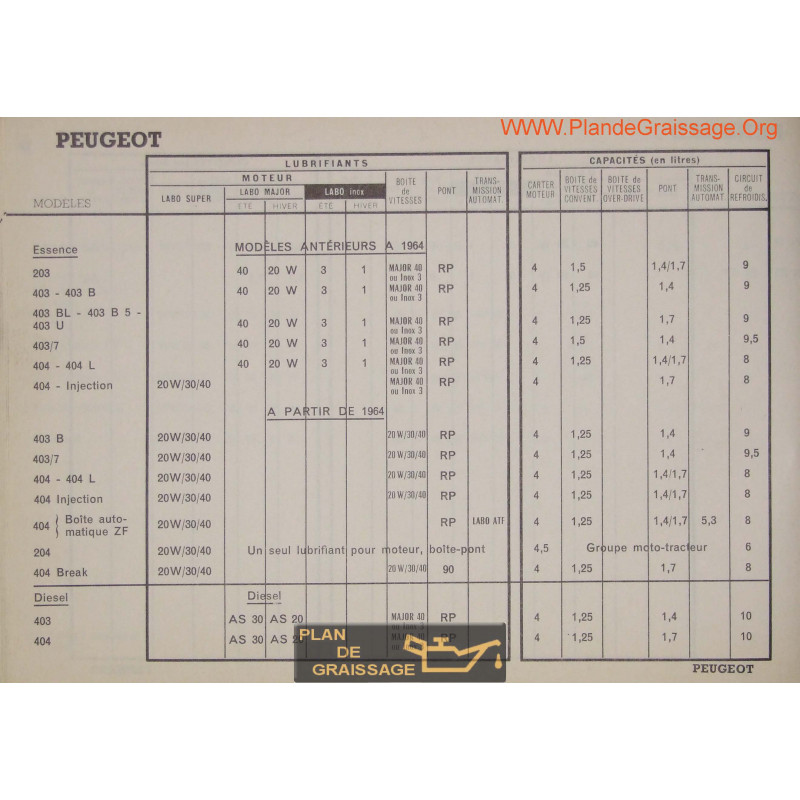 WWW.PlandeGraissage.Org
PEUGEOT
LUBRIFIANTS CAPACITÉS (en litres)
MOTEUR
MODELES LABO SUPER LABO MAJOR LABO inox BOITE de VITESSES PONT TRANS-MISSION AUTOMAT. CARTER MOTEUR BOITE de VITESSES CONVENT. BOITE de VITESSES OVER-DRIVE PONT TRANS-MISSION AUTOMAT. CIRCUIT de REFROIDIS.
ÉTÉ HIVER ÉTÉ HIVER
Essence MODÈLES ANTÉRIEURS A 1964
203 40 20 W 3 1 MAJOR 40 ou Inox 3 RP 4 1,5 1,4/1,7 9
403 - 403 B 40 20 W 3 1 MAJOR 40 ou Inox 3 RP 4 1,25 1,4 9
403 BL - 403 B 5 -
403 U 40 20 W 3 1 MAJOR 40 ou Inox 3 RP 4 1,25 1,7 9
403/7 40 20 W 3 1 MAJOR 40 ou Inox 3 RP 4 1,5 1,4 9,5
404 - 404 L 40 20 W 3 1 MAJOR 40 ou Inox 3 RP 4 1,25 1,4/1,7 8
404 - Injection 20W/30/40 MAJOR 40 ou Inox 3 RP 4 1,7 8
A PARTIR DE 1964
403 B 20W/30/40 20W/30/40 RP 4 1,25 1,4 9
403/7 20W/30/40 20W/30/40 RP 4 1,25 1,4 9,5
404 - 404 L 20W/30/40 20W/30/40 RP 4 1,25 1,4/1,7 8
404 Injection 20W/30/40 20W/30/40 RP 4 1,25 1,4/1,7 8
404 { Boîte auto-
matique ZF 20W/30/40 RP LABO ATF 4 1,25 1,4/1,7 5,3 8
204 20W/30/40 Un seul lubrifiant pour moteur, boîte-pont 4,5 Groupe moto-tracteur 6
404 Break 20W/30/40 20W/30/40 90 4 1,25 1,7 8
Diesel Diesel
403 AS 30 AS 20 MAJOR 40 ou Inox 3 RP 4 1,25 1,4 10
404 AS 30 AS 20 MAJOR 40 RP 4 1,25 1,7 10
PLAN
DE
GRAISSAGE
PEUGEOT